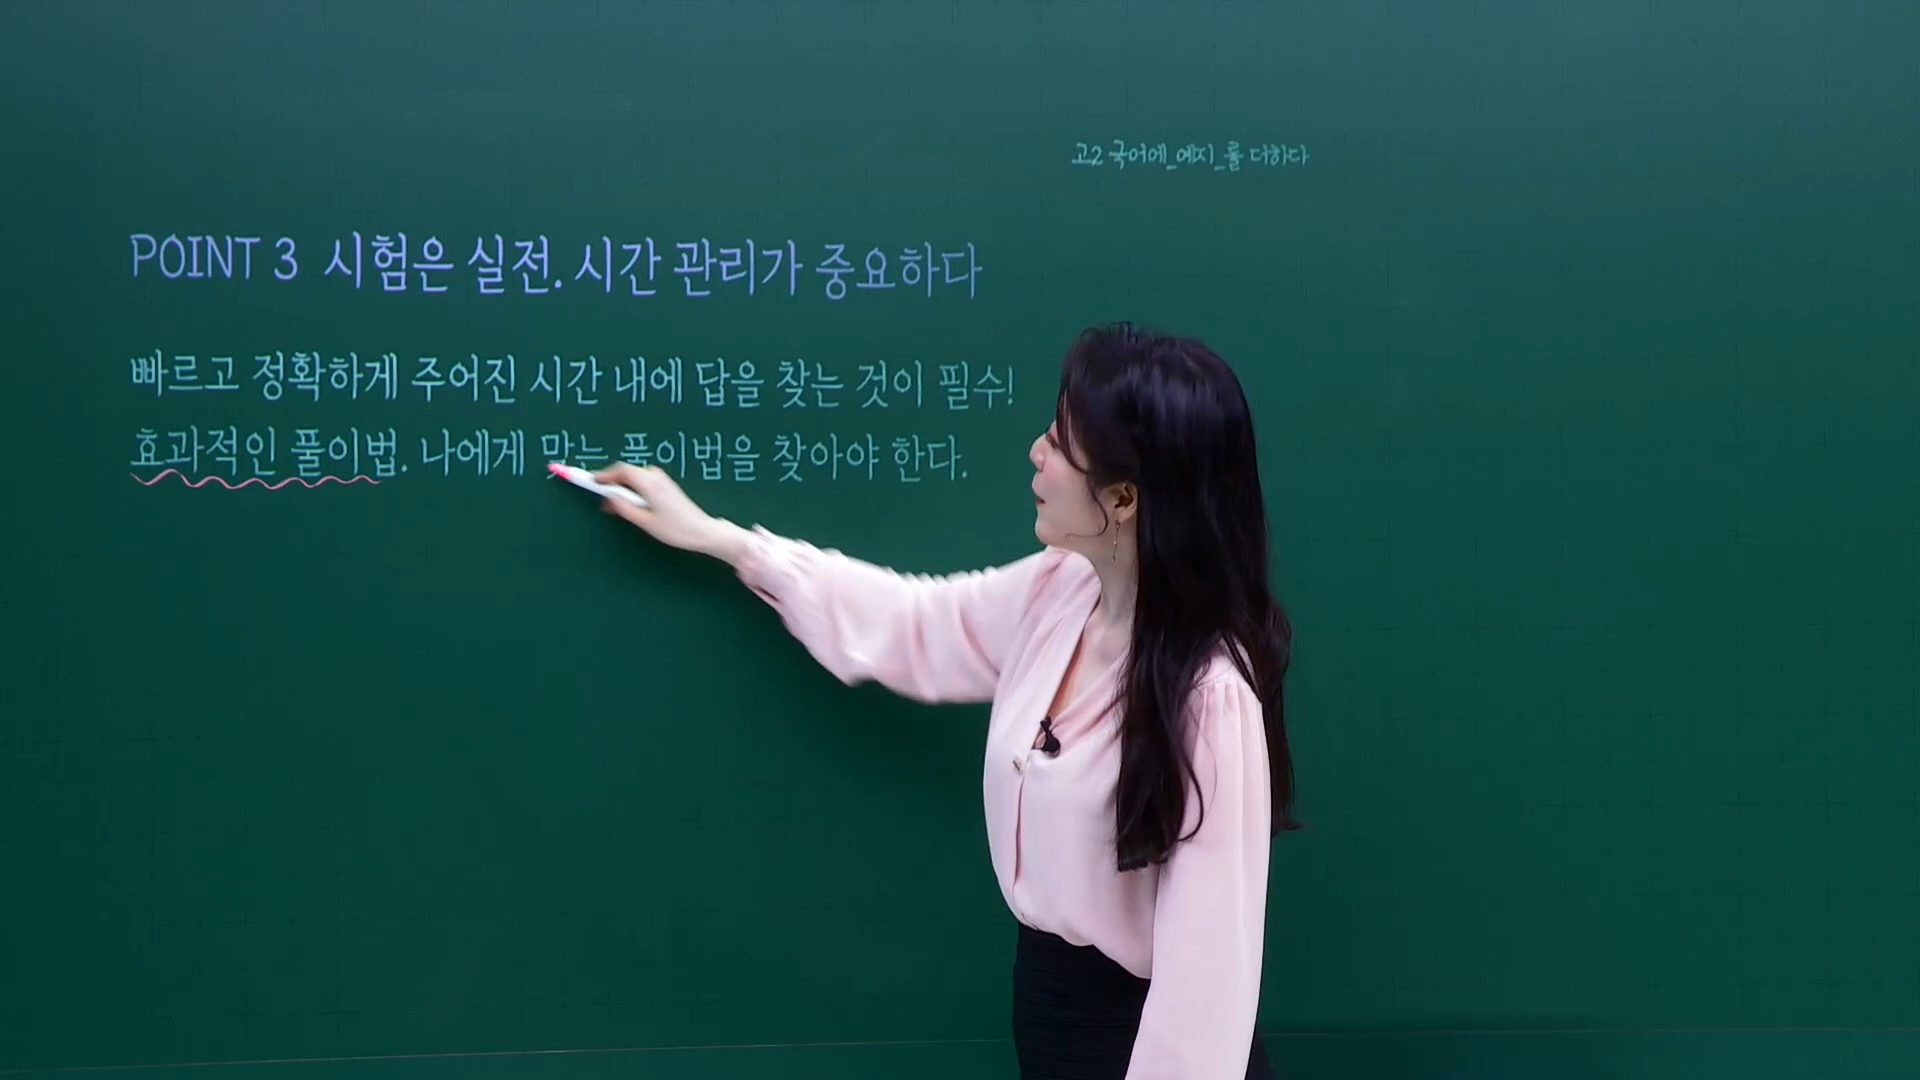 고2 국어에_예지_를 더하다
POINT 3 시험은 실전. 시간 관리가 중요하다
빠르고 정확하게 주어진 시간 내에 답을 찾는 것이 필수!
효과적인 풀이법. 나에게 맞는 풀이법을 찾아야 한다.